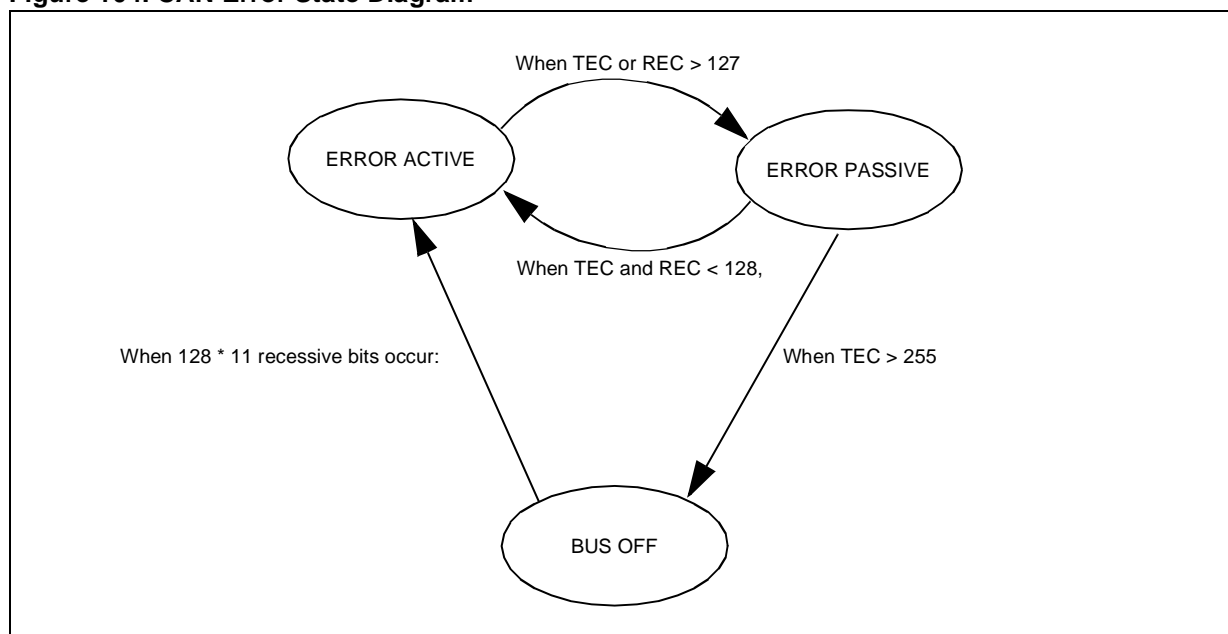 When TEC or REC > 127
ERROR ACTIVE
ERROR PASSIVE
When TEC and REC < 128,
When 128 * 11 recessive bits occur:
When TEC > 255
BUS OFF